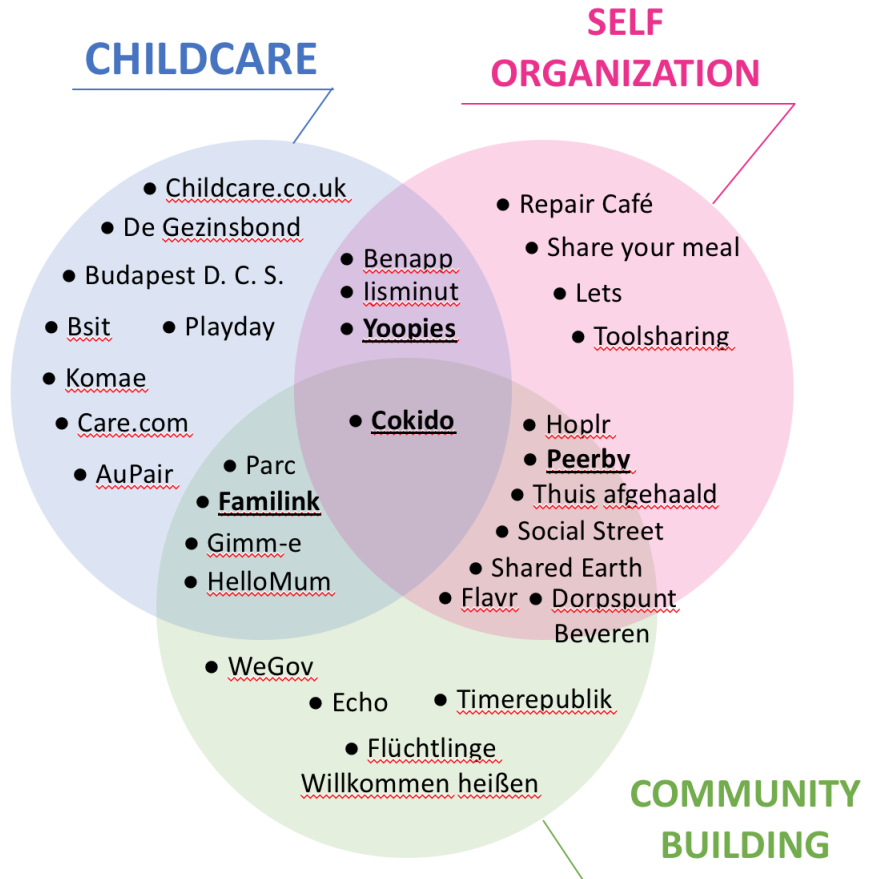 CHILDCARE
SELF
ORGANIZATION
• Childcare.co.uk
• De Gezinsbond
• Budapest D. C. S.
• Bsit • Playday
• Komae
• Care.com
• AuPair
• Benapp
• Iisminut
• Yoopies
• Repair Café
• Share your meal
• Lets
• Toolsharing
• Cokido
• Parc
• Familink
• Gimm-e
• HelloMum
• Hoplr
• Peerby
• Thuis afgehaald
• Social Street
• Shared Earth
• Flavr • Dorpspunt
Beveren
• WeGov
• Echo • Timerepublik
• Flüchtlinge
Willkommen heißen
COMMUNITY
BUILDING